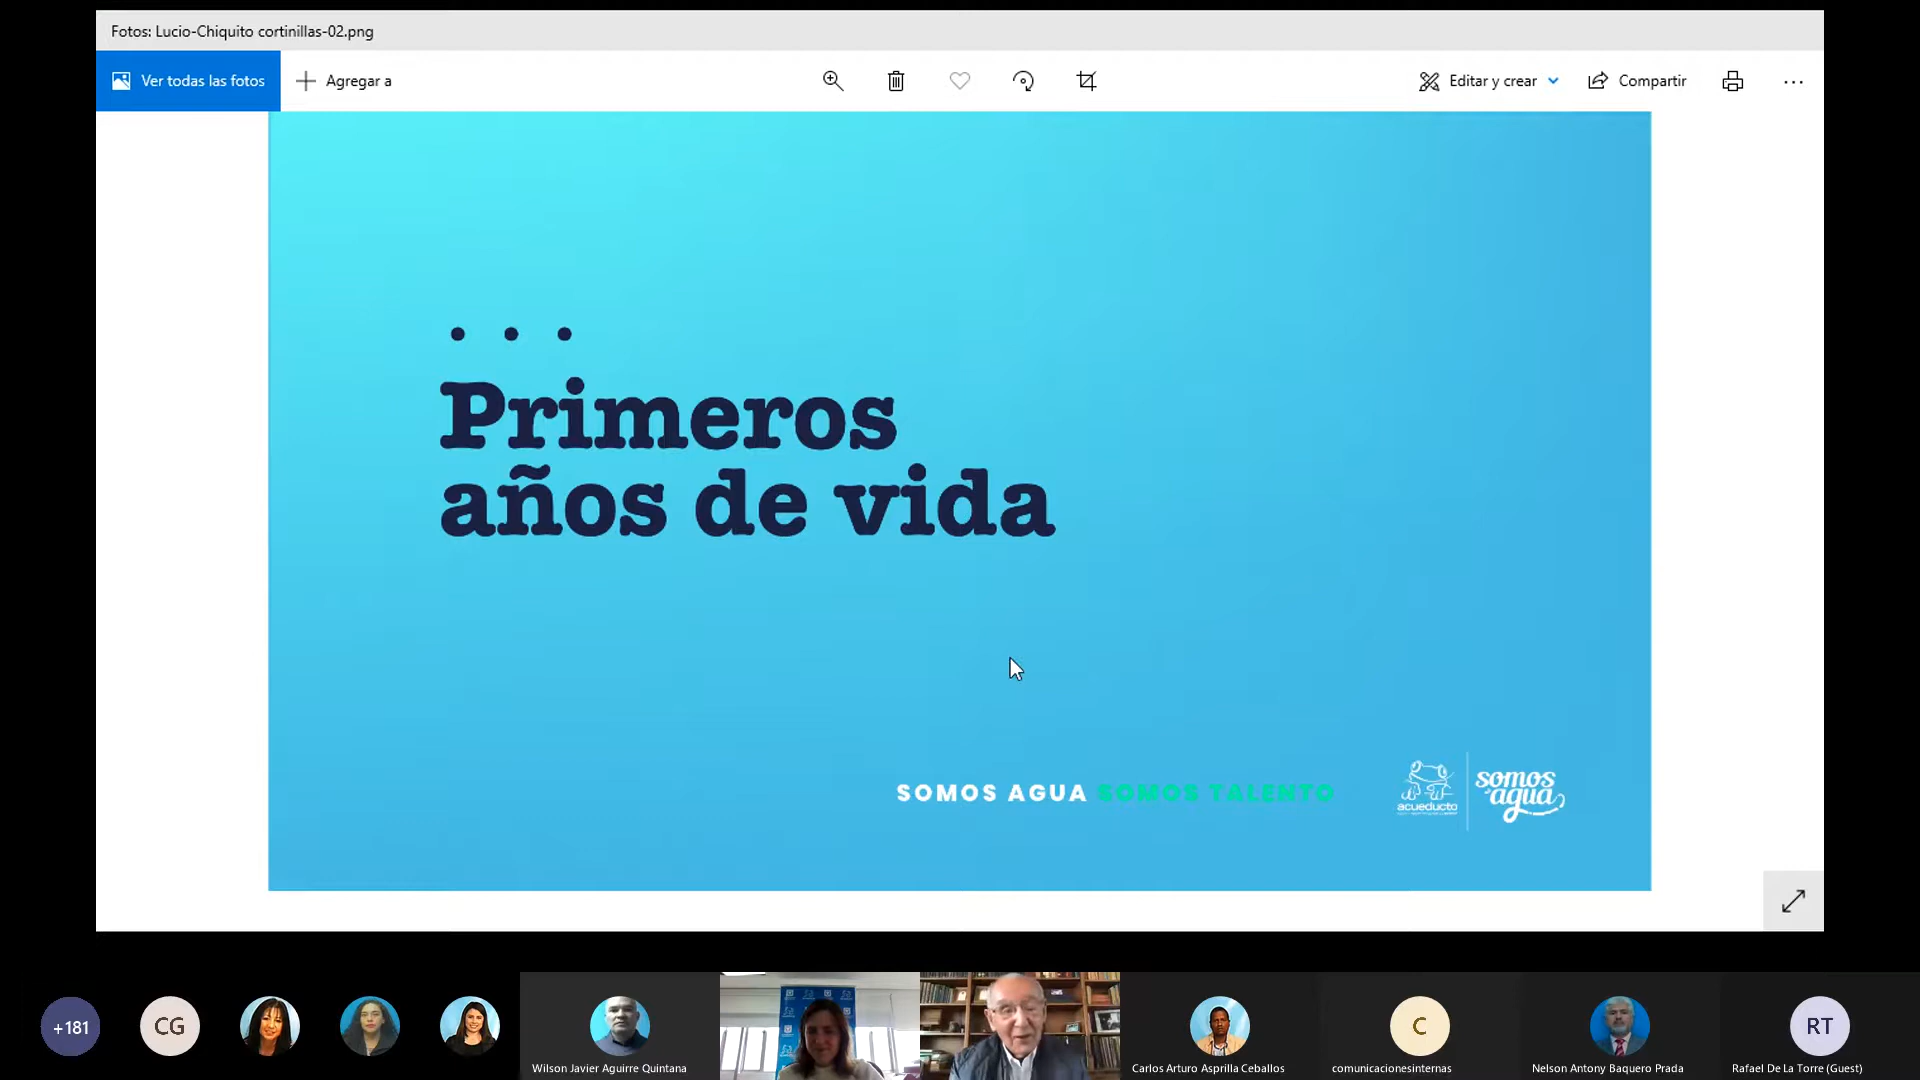 Fotos: Lucio-Chiquito cortinillas-02.png
Ver todas las fotos
Agregar a
Editar y crear
Compartir
Primeros
años de vida
SOMOS AGUA SOMOS TALENTO
acueducto
somos
agua
+181
CG
Wilson Javier Aguirre Quintana
Carlos Arturo Asprilla Ceballos
C
comunicacionesinternas
Nelson Antony Baquero Prada
RT
Rafael De La Torre (Guest)